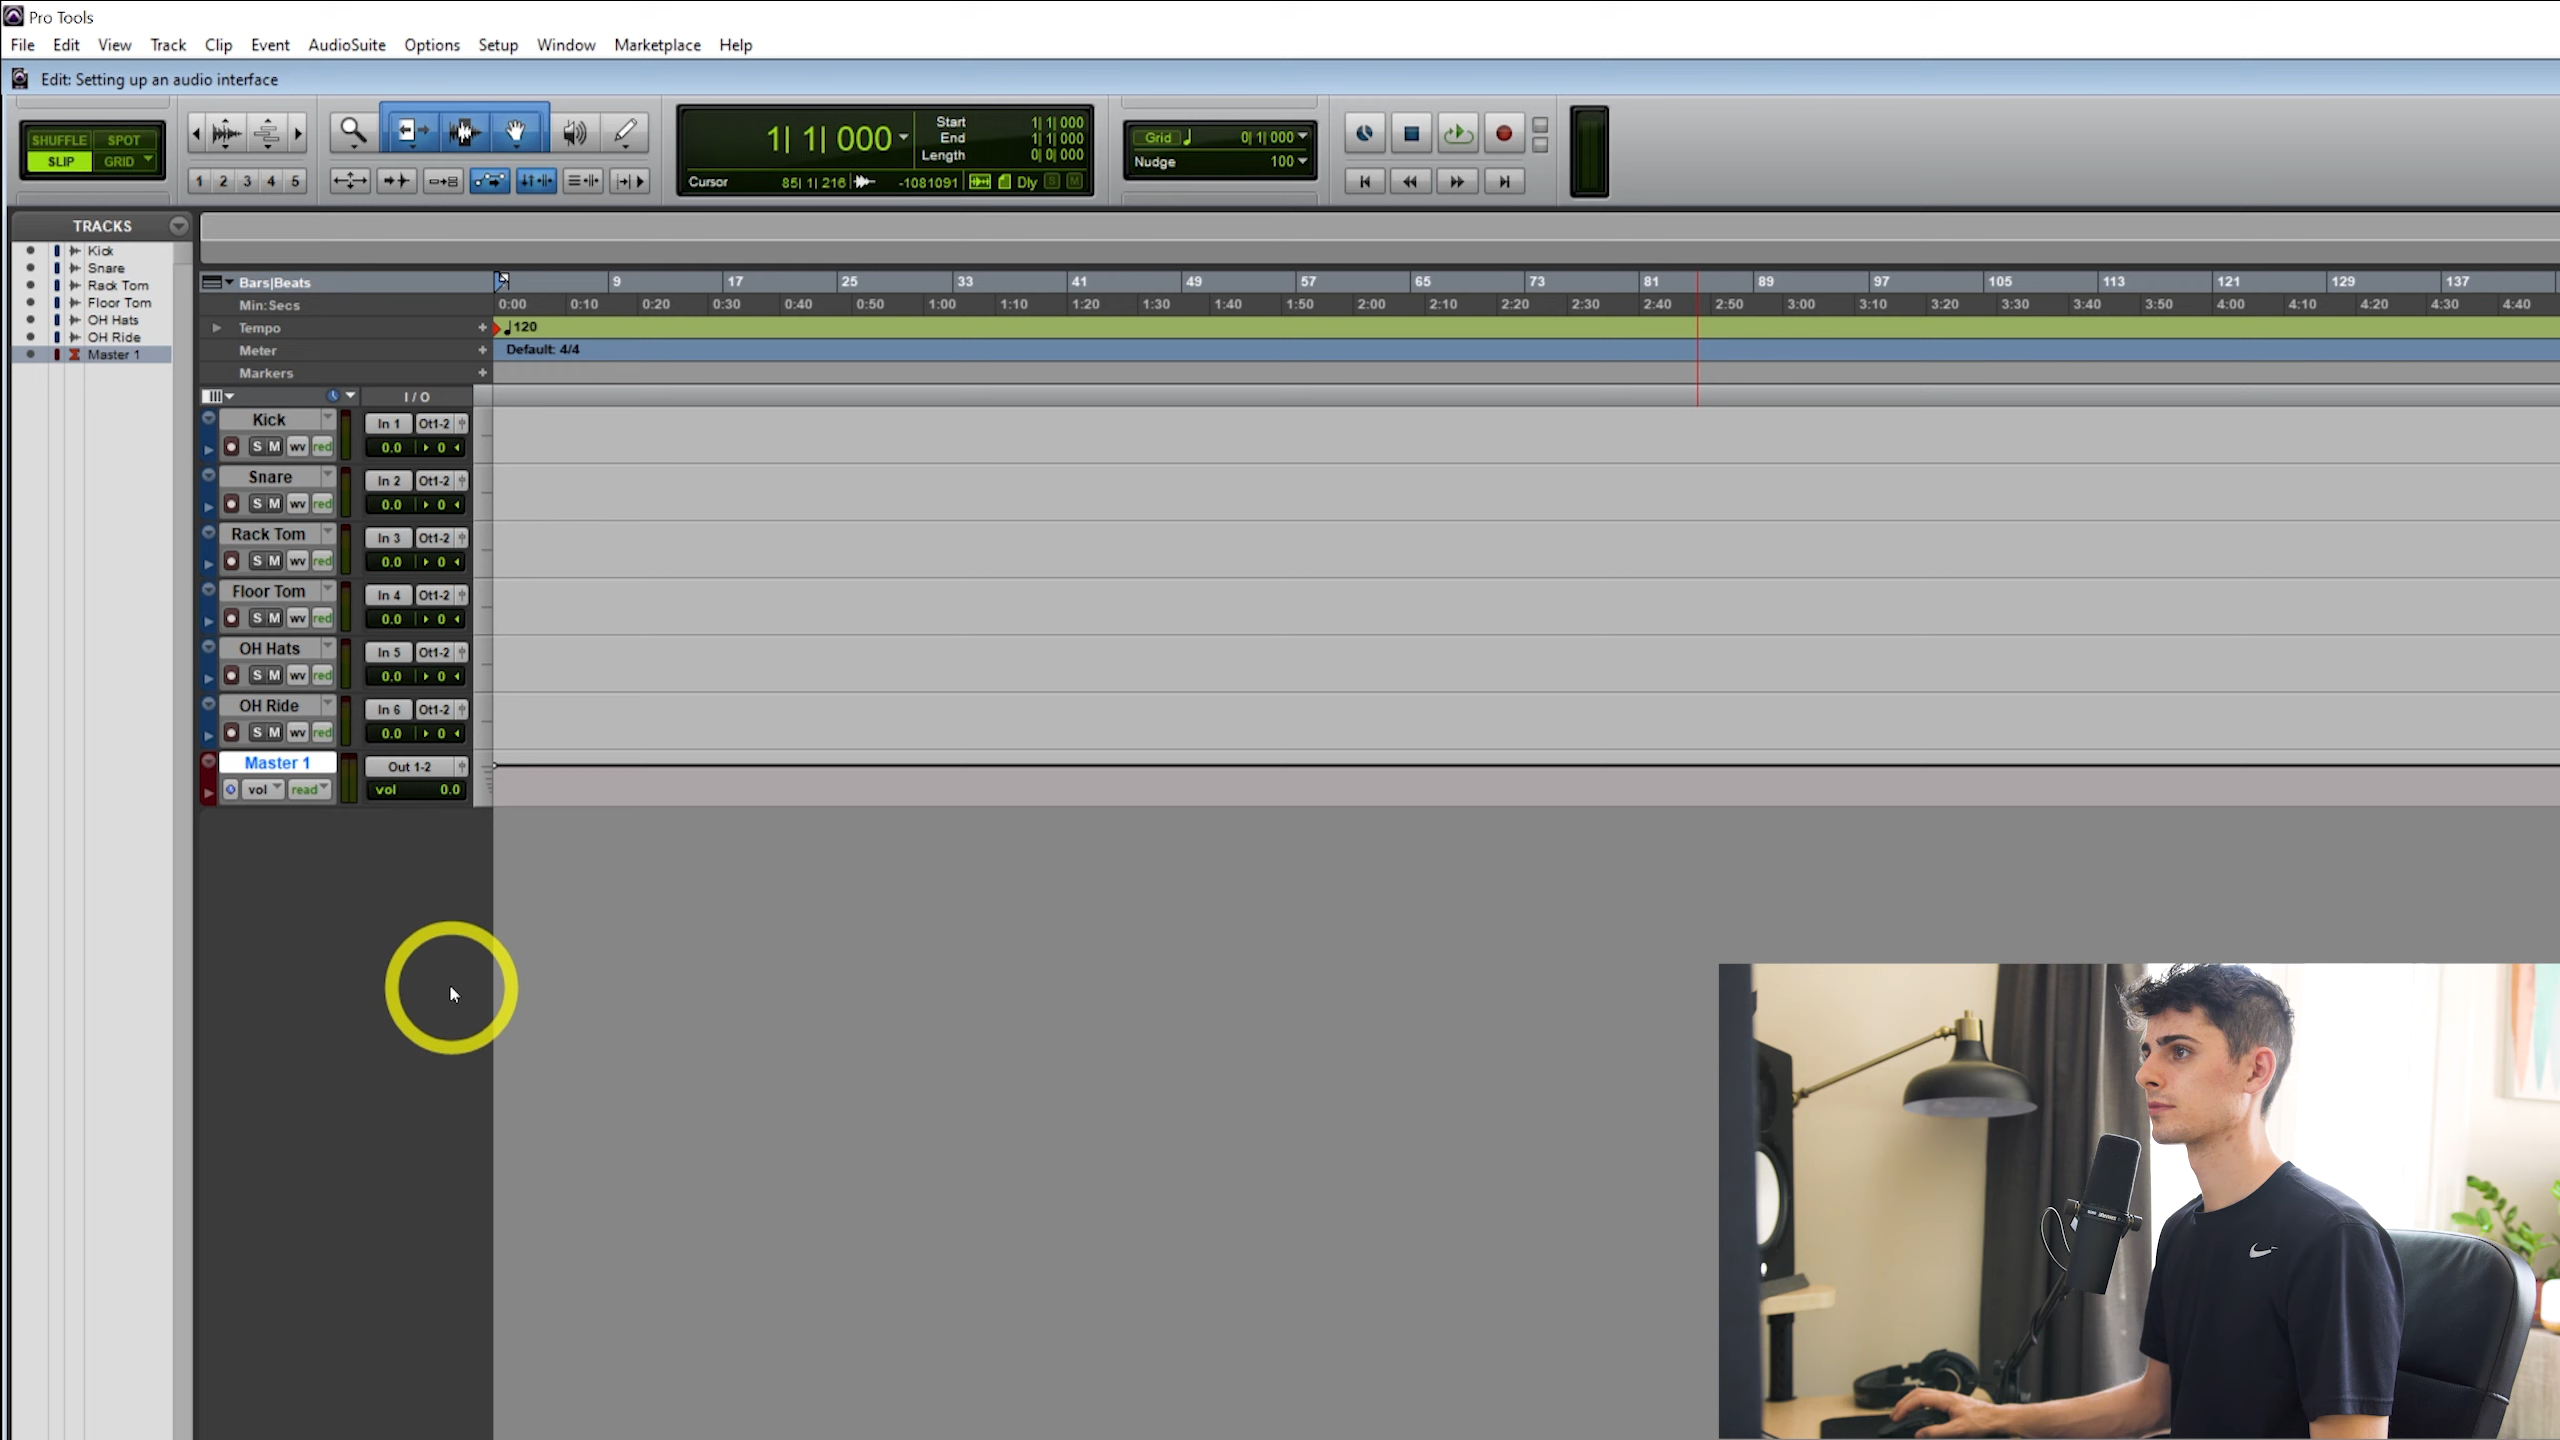 Pro Tools
File Edit View Track Clip Event AudioSuite Options Setup Window Marketplace Help
Edit: Setting up an audio interface
SHUFFLE SPOT
SLIP GRID
1 2 3 4 5
1| 1| 000
Start 1| 1| 000
End 1| 1| 000
Length 0| 0| 000
Cursor 85| 1| 216 -1081091 Dly S M
Grid 0| 1| 000
Nudge 100
TRACKS
Kick
Snare
Rack Tom
Floor Tom
OH Hats
OH Ride
Master 1
Bars|Beats 9 17 25 33 41 49 57 65 73 81 89 97 105 113 121 129 137
Min:Secs 0:00 0:10 0:20 0:30 0:40 0:50 1:00 1:10 1:20 1:30 1:40 1:50 2:00 2:10 2:20 2:30 2:40 2:50 3:00 3:10 3:20 3:30 3:40 3:50 4:00 4:10 4:20 4:30 4:40
Tempo + 120
Meter + Default: 4/4
Markers +
I / O
Kick In 1 Ot1-2
S M wv red 0.0 0
Snare In 2 Ot1-2
S M wv red 0.0 0
Rack Tom In 3 Ot1-2
S M wv red 0.0 0
Floor Tom In 4 Ot1-2
S M wv red 0.0 0
OH Hats In 5 Ot1-2
S M wv red 0.0 0
OH Ride In 6 Ot1-2
S M wv red 0.0 0
Master 1 Out 1-2
vol read vol 0.0